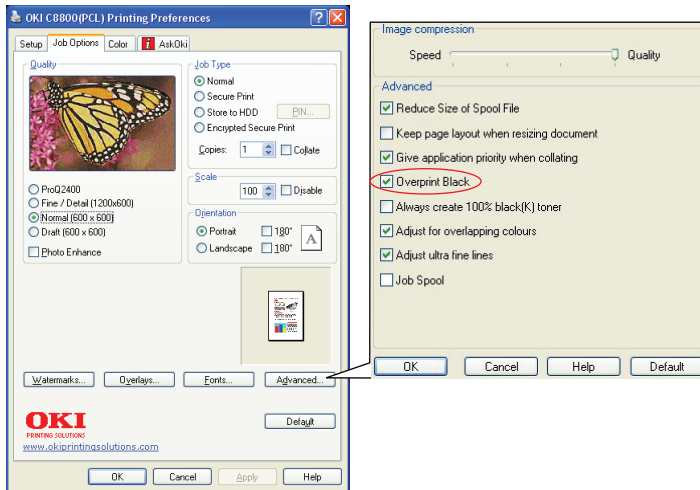 OKI C8800(PCL) Printing Preferences
Setup Job Options Color AskOki
Quality
ProQ2400
Fine / Detail (1200x600)
Normal (600 x 600)
Draft (600 x 600)
Photo Enhance
Job Type
Normal
Secure Print
Store to HDD PIN...
Encrypted Secure Print
Copies: 1 Collate
Scale
100 Disable
Orientation
Portrait 180°
Landscape 180°
A
Watermarks... Overlays... Fonts... Advanced...
OKI
PRINTING SOLUTIONS
www.okiprintingsolutions.com
Default
OK Cancel Apply Help
Image compression
Speed Quality
Advanced
Reduce Size of Spool File
Keep page layout when resizing document
Give application priority when collating
Overprint Black
Always create 100% black(K) toner
Adjust for overlapping colours
Adjust ultra fine lines
Job Spool
OK Cancel Help Default